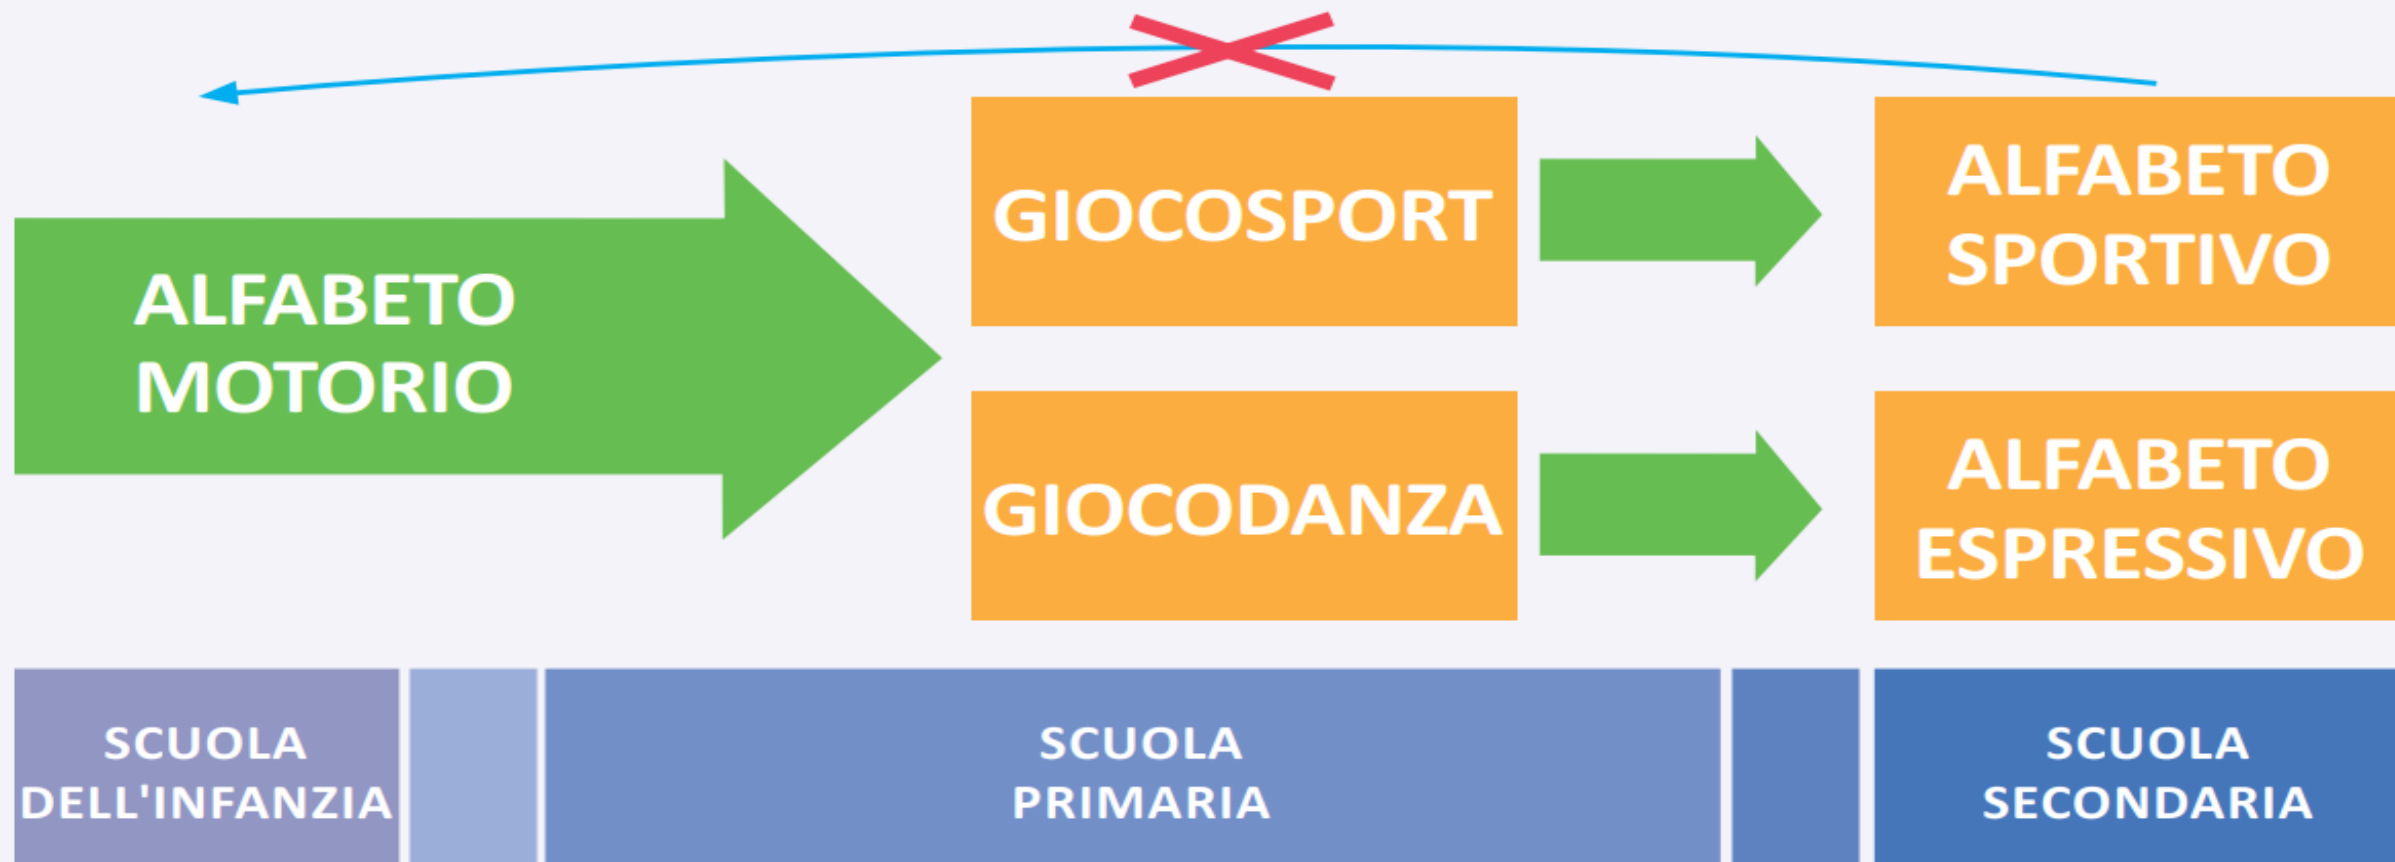 ALFABETO
MOTORIO
GIOCOSPORT
ALFABETO
SPORTIVO
GIOCODANZA
ALFABETO
ESPRESSIVO
SCUOLA
DELL'INFANZIA
SCUOLA
PRIMARIA
SCUOLA
SECONDARIA